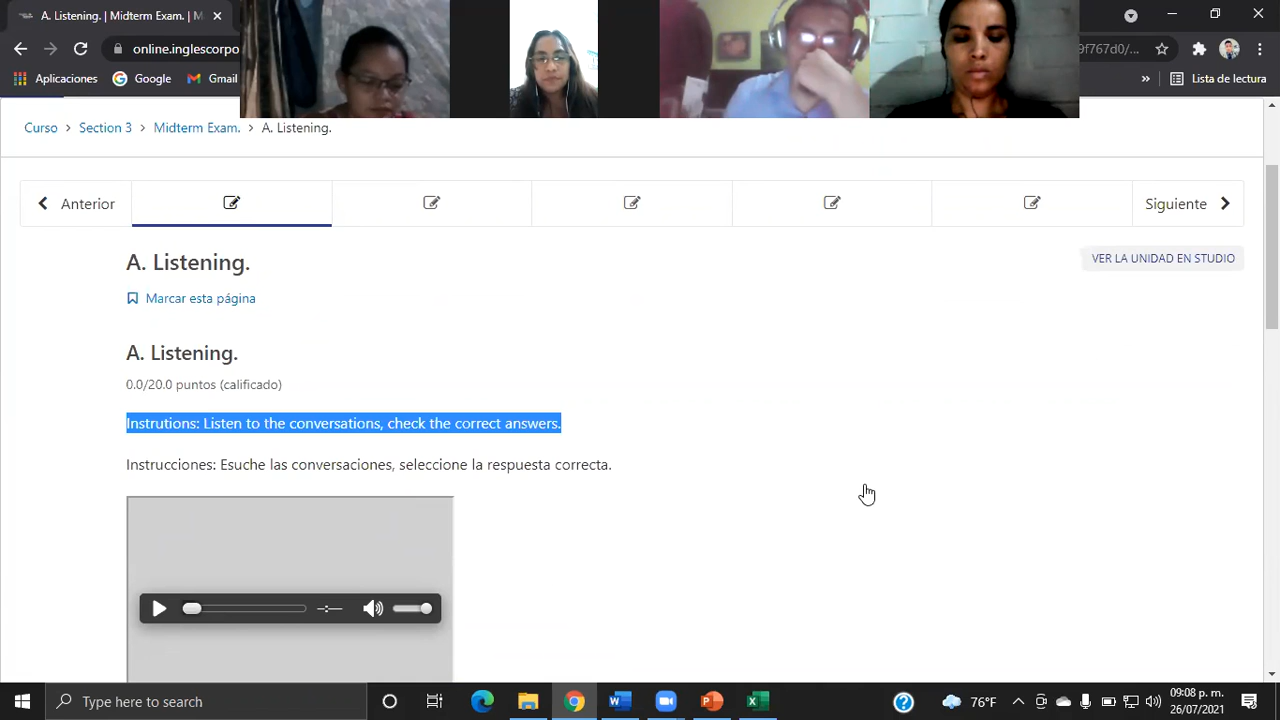 A. Listening. | Midterm Exam. |
online.inglescorpo
9f767d0/...
Aplicaciones
Google
Gmail
»
Lista de lectura
Curso > Section 3 > Midterm Exam. > A. Listening.
Anterior
Siguiente
A. Listening.
VER LA UNIDAD EN STUDIO
Marcar esta página
A. Listening.
0.0/20.0 puntos (calificado)
Instrutions: Listen to the conversations, check the correct answers.
Instrucciones: Esuche las conversaciones, seleccione la respuesta correcta.
-:--
Type here to search
76°F
09:08 p. m.
26/07/2021